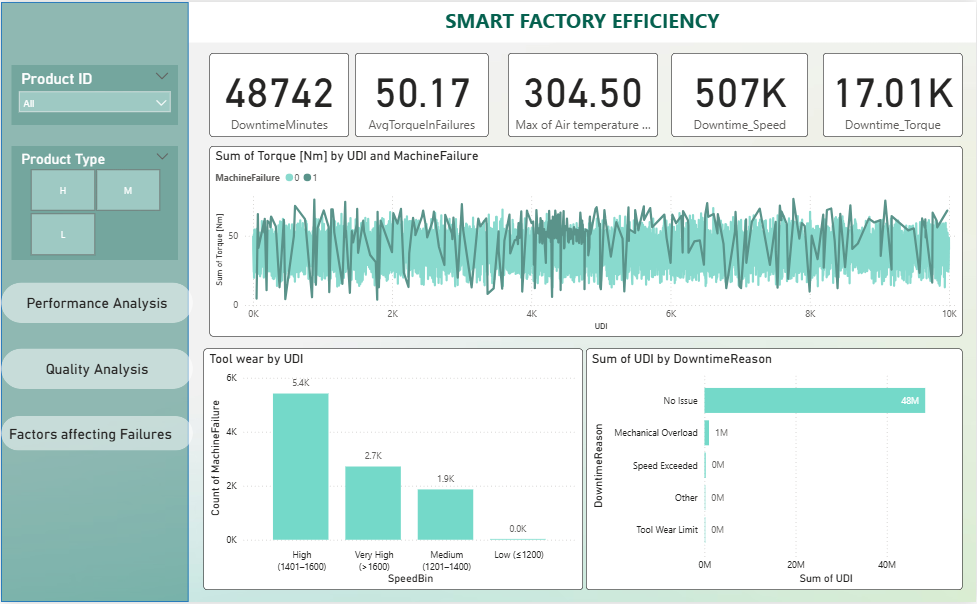 SMART FACTORY EFFICIENCY
Product ID
All
Product Type
H
M
L
Performance Analysis
Quality Analysis
Factors affecting Failures
48742
DowntimeMinutes
50.17
AvgTorqueInFailures
304.50
Max of Air temperature ...
507K
Downtime_Speed
17.01K
Downtime_Torque
Sum of Torque [Nm] by UDI and MachineFailure
MachineFailure 0 1
Sum of Torque [Nm]
50
0
0K 2K 4K 6K 8K 10K
UDI
Tool wear by UDI
Count of MachineFailure
6K
4K
2K
0K
5.4K
2.7K
1.9K
0.0K
High
(1401–1600)
Very High
(>1600)
Medium
(1201–1400)
Low (≤1200)
SpeedBin
Sum of UDI by DowntimeReason
DowntimeReason
No Issue 48M
Mechanical Overload 1M
Speed Exceeded 0M
Other 0M
Tool Wear Limit 0M
0M 20M 40M
Sum of UDI